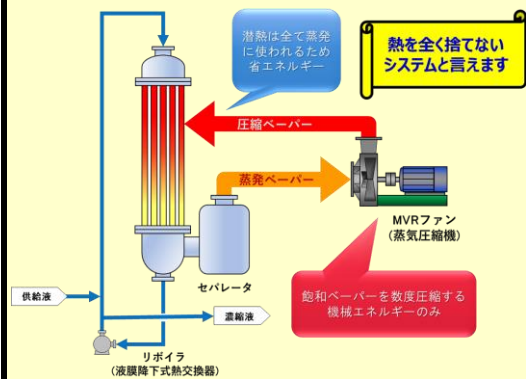 潜熱は全て蒸発
に使われるため
省エネルギー
熱を全く捨てない
システムと言えます
圧縮ベーパー
蒸発ベーパー
MVRファン
(蒸気圧縮機)
セパレータ
飽和ベーパーを数度圧縮する
機械エネルギーのみ
供給液
濃縮液
リボイラ
(液膜降下式熱交換器)